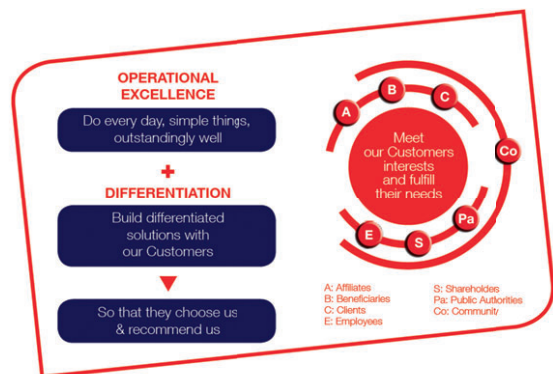 OPERATIONAL
EXCELLENCE
Do every day, simple things,
outstandingly well
+
DIFFERENTIATION
Build differentiated
solutions with
our Customers
So that they choose us
& recommend us
A
B
C
Co
Meet
our Customers
interests
and fulfill
their needs
E
S
Pa
A: Affiliates
B: Beneficiaries
C: Clients
E: Employees
S: Shareholdes
Pa: Public Autlorities
Co: Community